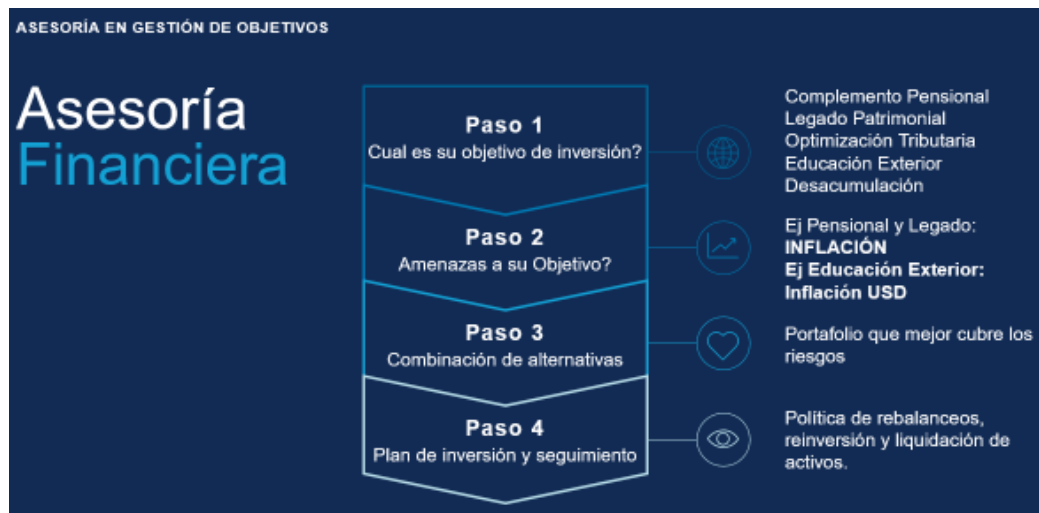 ASESORÍA EN GESTIÓN DE OBJETIVOS
Asesoría
Financiera
Paso 1
Cual es su objetivo de inversión?
Complemento Pensional
Legado Patrimonial
Optimización Tributaria
Educación Exterior
Desacumulación
Paso 2
Amenazas a su Objetivo?
Ej Pensional y Legado:
INFLACIÓN
Ej Educación Exterior:
Inflación USD
Paso 3
Combinación de alternativas
Portafolio que mejor cubre los
riesgos
Paso 4
Plan de inversión y seguimiento
Política de rebalanceos,
reinversión y liquidación de
activos.